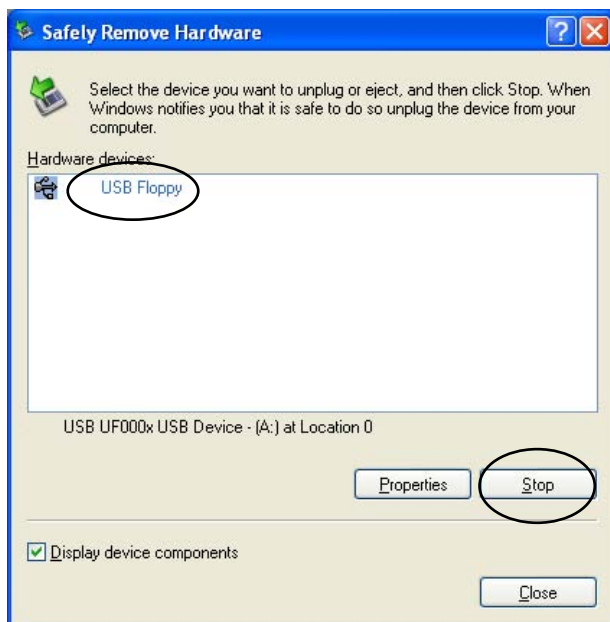 Safely Remove Hardware
Select the device you want to unplug or eject, and then click Stop. When
Windows notifies you that it is safe to do so unplug the device from your
computer.
Hardware devices:
USB Floppy
USB UF000x USB Device - (A:) at Location 0
Properties Stop
Display device components
Close